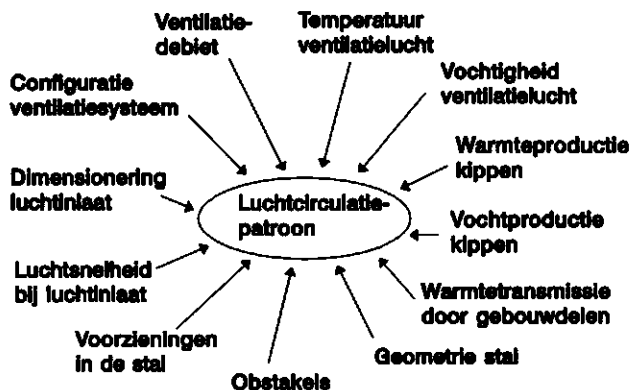 Ventilatie-
debiet
Temperatuur
ventilatielucht
Configuratie
ventilatiesysteem
Vochtigheid
ventilatielucht
Warmteproductie
kippen
Dimensionering
luchtinlaat
Luchtcirculatie-
patroon
Vochtproductie
kippen
Luchtsnelheid
bij luchtinlaat
Warmtetransmissie
door gebouwdelen
Voorzieningen
in de stal
Geometrie stal
Obstakels